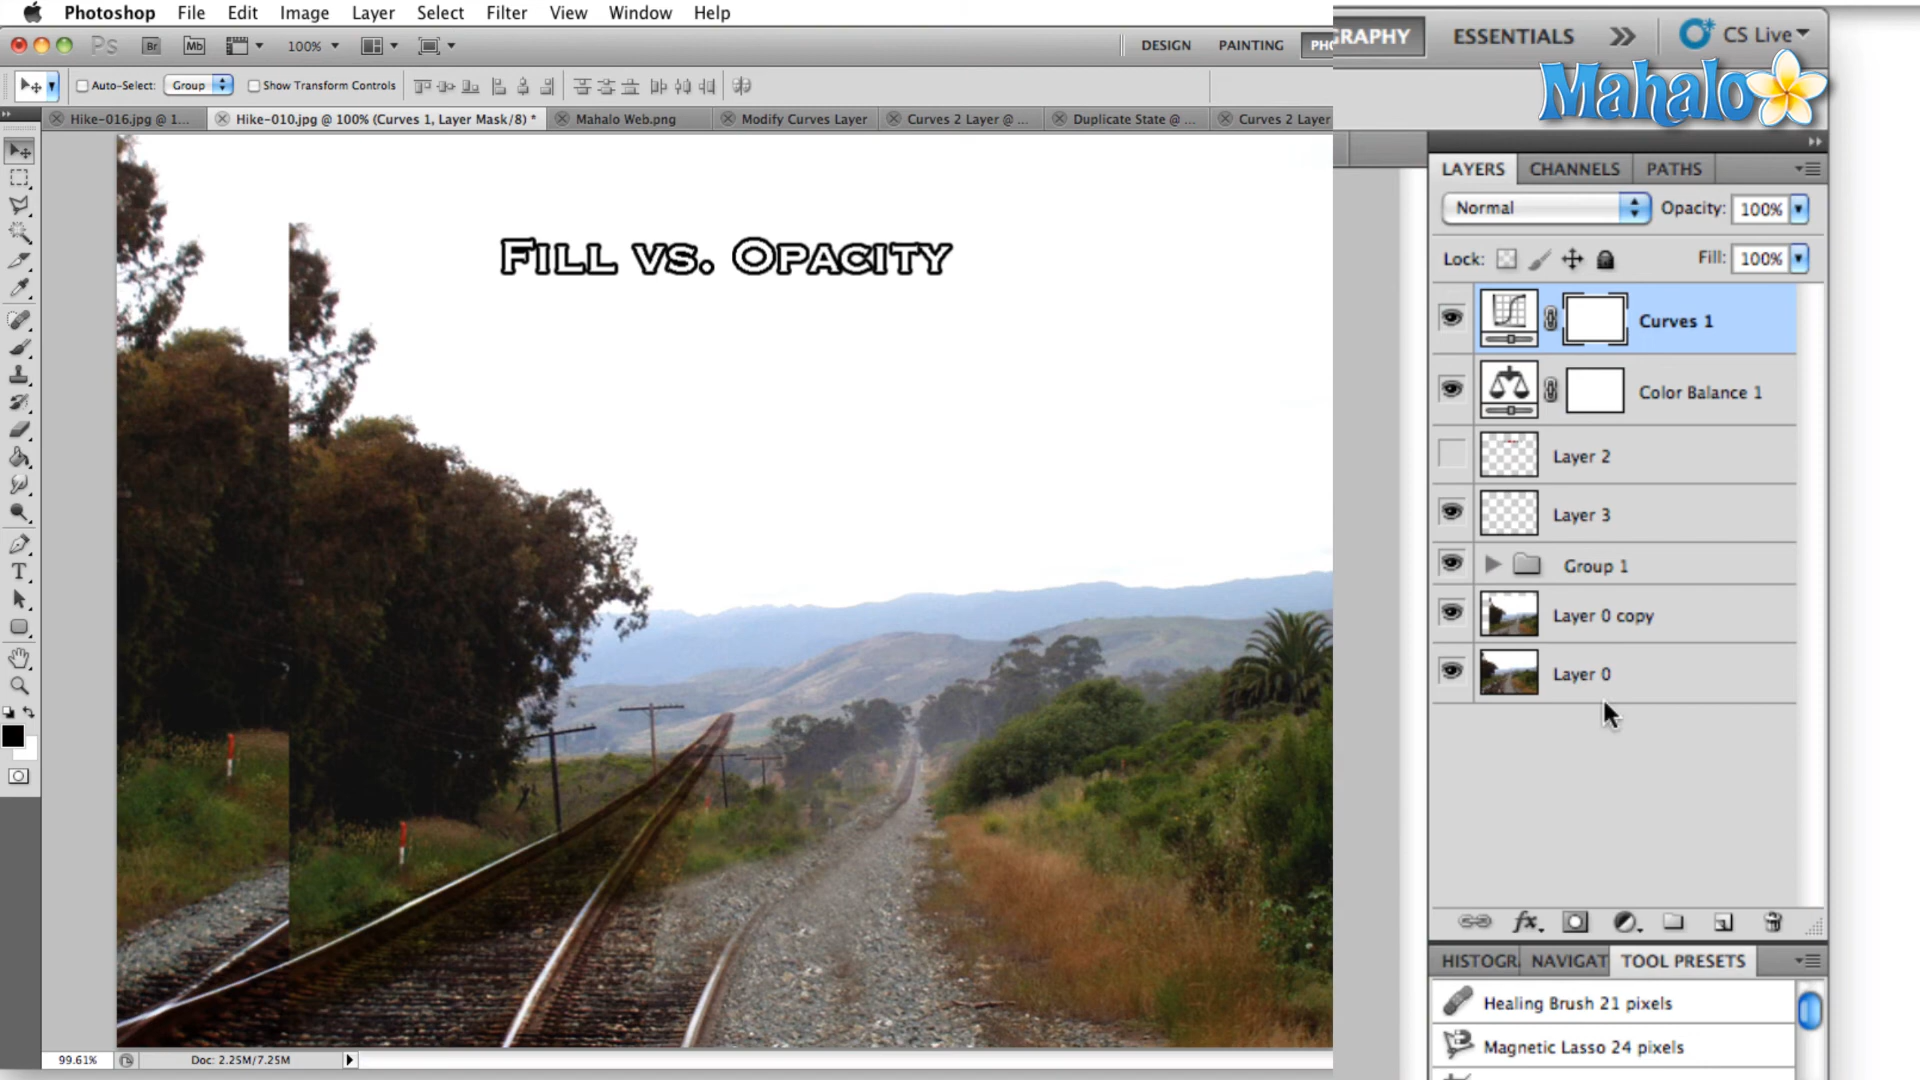 Photoshop File Edit Image Layer Select Filter View Window Help
Ps Br Mb 100% DESIGN PAINTING PHO
GRAPHY ESSENTIALS CS Live
Mahalo
Auto-Select: Group Show Transform Controls
Hike-016.jpg @ 1... Hike-010.jpg @ 100% (Curves 1, Layer Mask/8) * Mahalo Web.png Modify Curves Layer Curves 2 Layer @ ... Duplicate State @ ... Curves 2 Layer
FILL VS. OPACITY
LAYERS CHANNELS PATHS
Normal Opacity: 100%
Lock: Fill: 100%
Curves 1
Color Balance 1
Layer 2
Layer 3
Group 1
Layer 0 copy
Layer 0
fx
HISTOGR NAVIGAT TOOL PRESETS
Healing Brush 21 pixels
Magnetic Lasso 24 pixels
99.61% Doc: 2.25M/7.25M